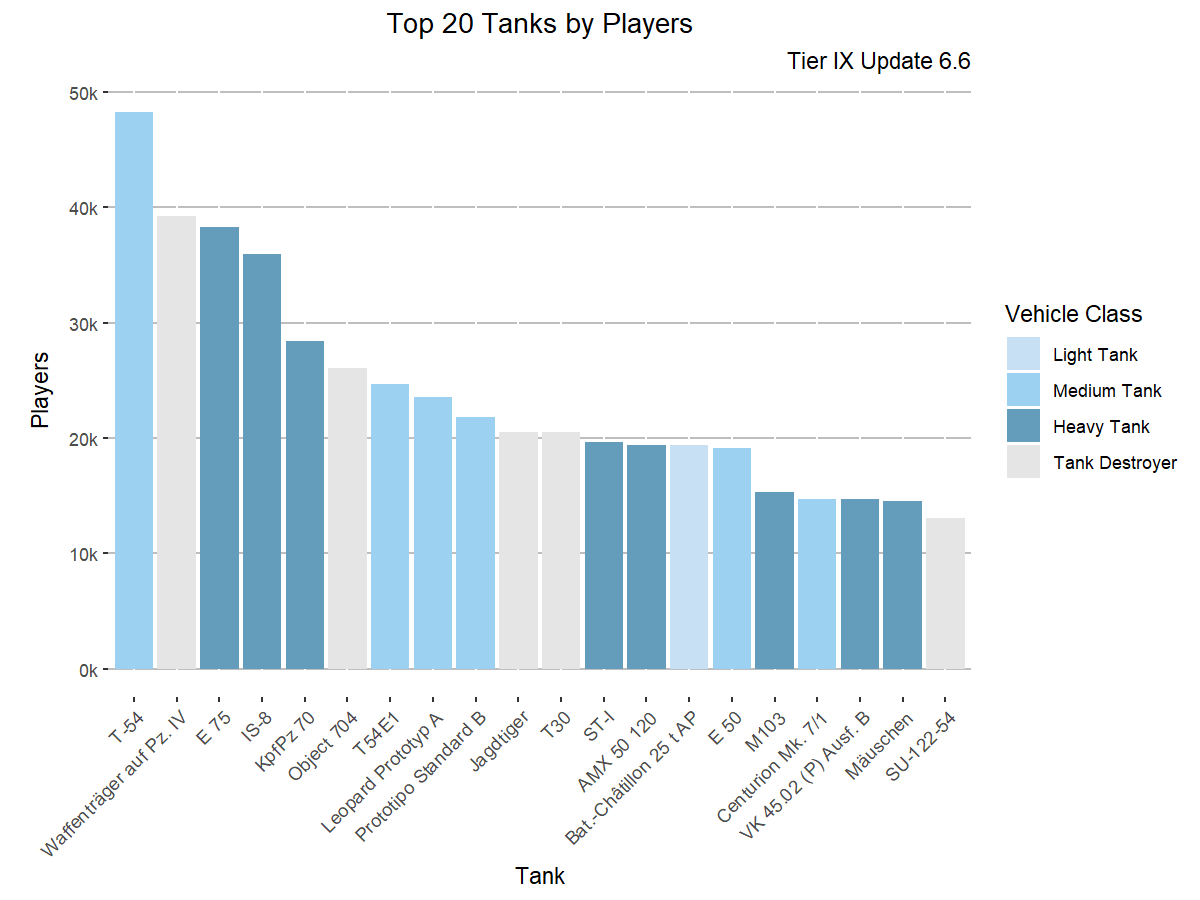 Top 20 Tanks by Players
Tier IX Update 6.6
50k
40k
30k
20k
10k
0k
Players
T-54
Waffenträger auf Pz. IV
E 75
IS-8
KpfPz 70
Object 704
T54E1
Leopard Prototyp A
Prototipo Standard B
Jagdtiger
T30
ST-I
AMX 50 120
Bat.-Châtillon 25 t AP
E 50
M103
Centurion Mk. 7/1
VK 45.02 (P) Ausf. B
Mäuschen
SU-122-54
Tank
Vehicle Class
Light Tank
Medium Tank
Heavy Tank
Tank Destroyer